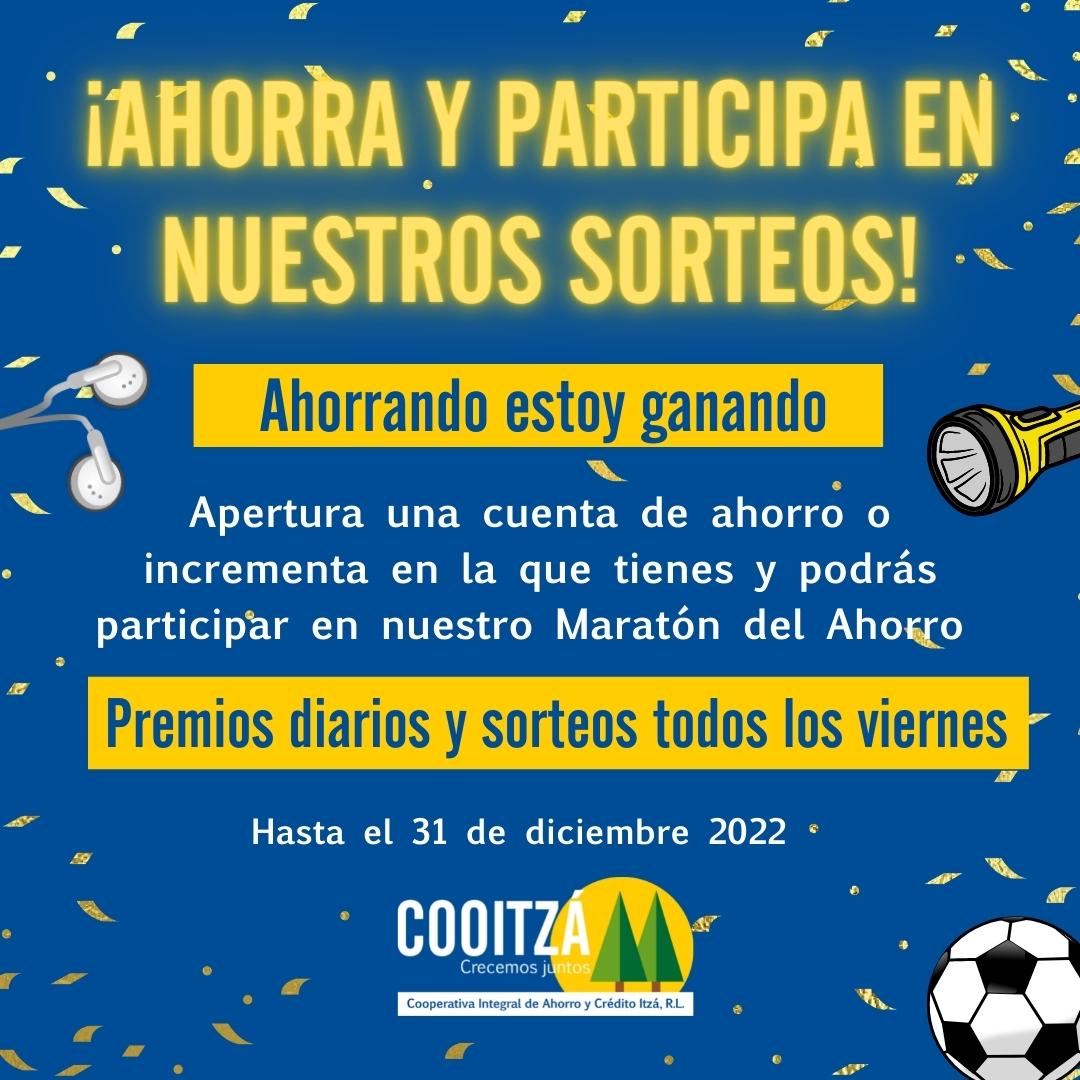 ¡AHORRA Y PARTICIPA EN
NUESTROS SORTEOS!
Ahorrando estoy ganando
Apertura una cuenta de ahorro o
incrementa en la que tienes y podrás
participar en nuestro Maratón del Ahorro
Premios diarios y sorteos todos los viernes
Hasta el 31 de diciembre 2022
COOITZÁ
Crecemos juntos
Cooperativa Integral de Ahorro y Crédito Itzá, R.L.